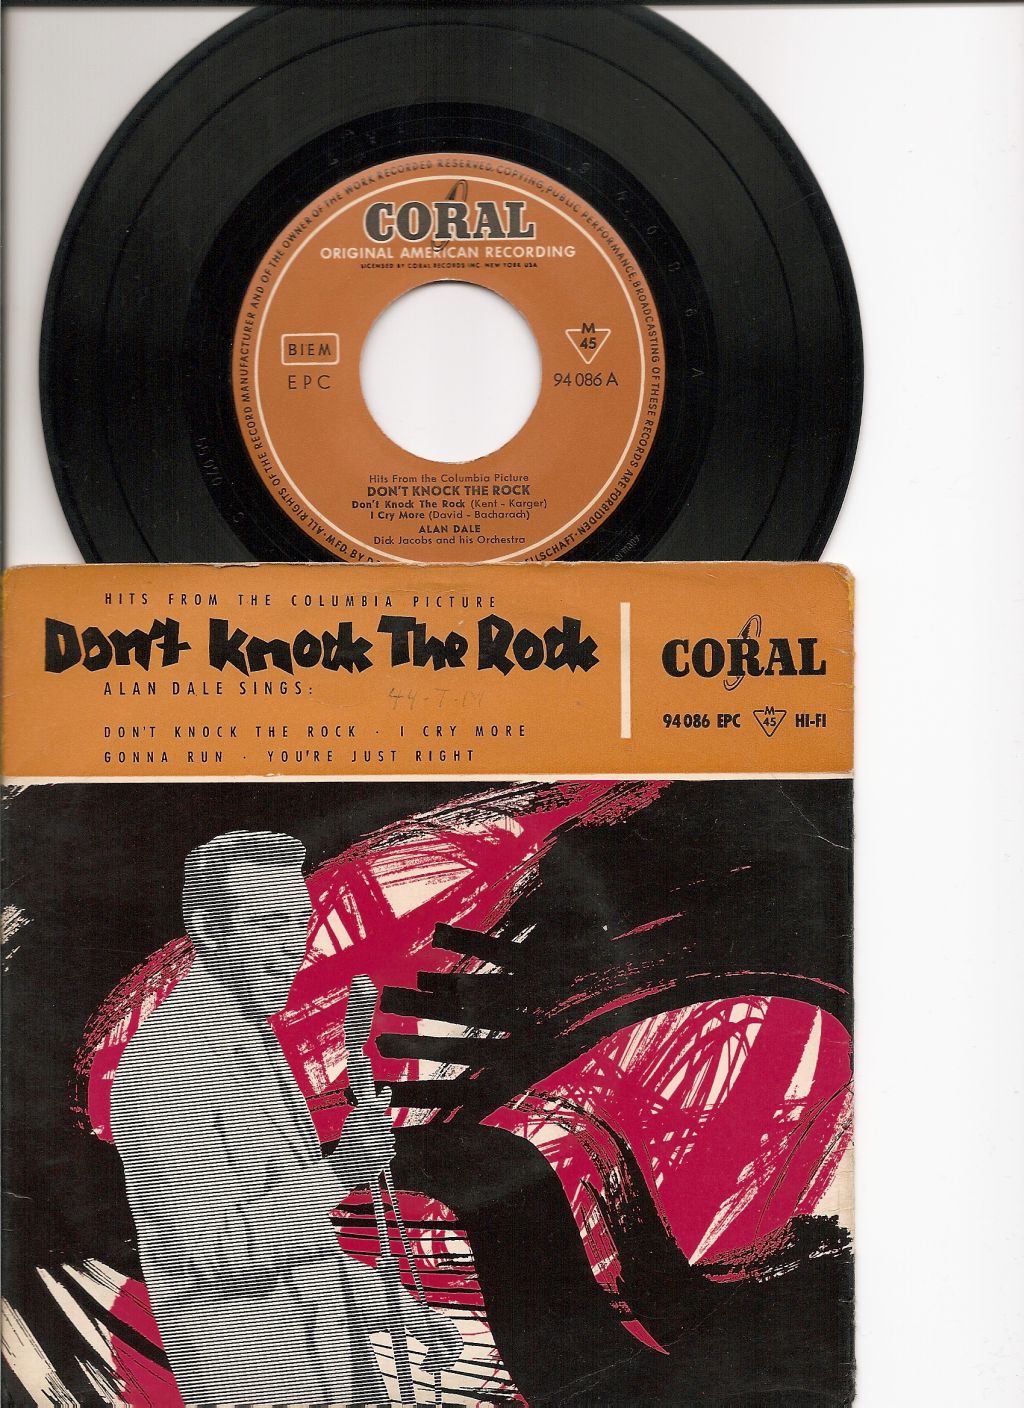 ·ALL RIGHTS OF THE RECORD MANUFACTURER AND OF THE OWNER OF THE WORK RECORDED RESERVED, COPYING, PUBLIC PERFORMANCE, BROADCASTING OF THESE RECORDS ARE FORBIDDEN·
CORAL
ORIGINAL AMERICAN RECORDING
LICENSED BY CORAL RECORDS INC. NEW YORK USA
BIEM
M
45
EPC
94 086 A
Hits From the Columbia Picture
DON'T KNOCK THE ROCK
Don't Knock The Rock (Kent - Karger)
I Cry More (David - Bacharach)
ALAN DALE
Dick Jacobs and his Orchestra
HITS FROM THE COLUMBIA PICTURE
Don't Knock The Rock
CORAL
ALAN DALE SINGS:
94 086 EPC M 45 HI-FI
DON'T KNOCK THE ROCK · I CRY MORE
GONNA RUN · YOU'RE JUST RIGHT